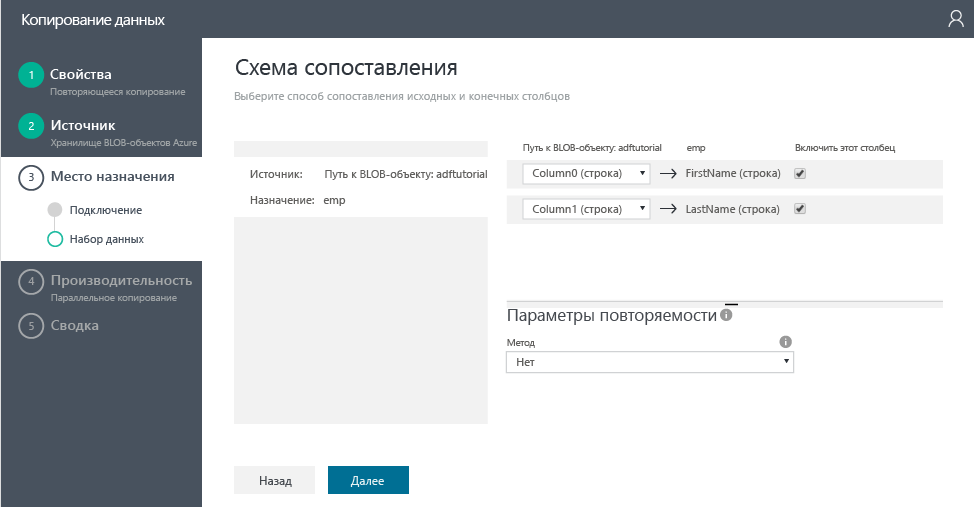 Копирование данных
1 Свойства
Повторяющееся копирование
2 Источник
Хранилище BLOB-объектов Azure
3 Место назначения
Подключение
Набор данных
4 Производительность
Параллельное копирование
5 Сводка
Схема сопоставления
Выберите способ сопоставления исходных и конечных столбцов
Источник: Путь к BLOB-объекту: adftutorial
Назначение: emp
Путь к BLOB-объекту: adftutorial emp Включить этот столбец
Column0 (строка) FirstName (строка)
Column1 (строка) LastName (строка)
Параметры повторяемости
Метод
Нет
Назад Далее